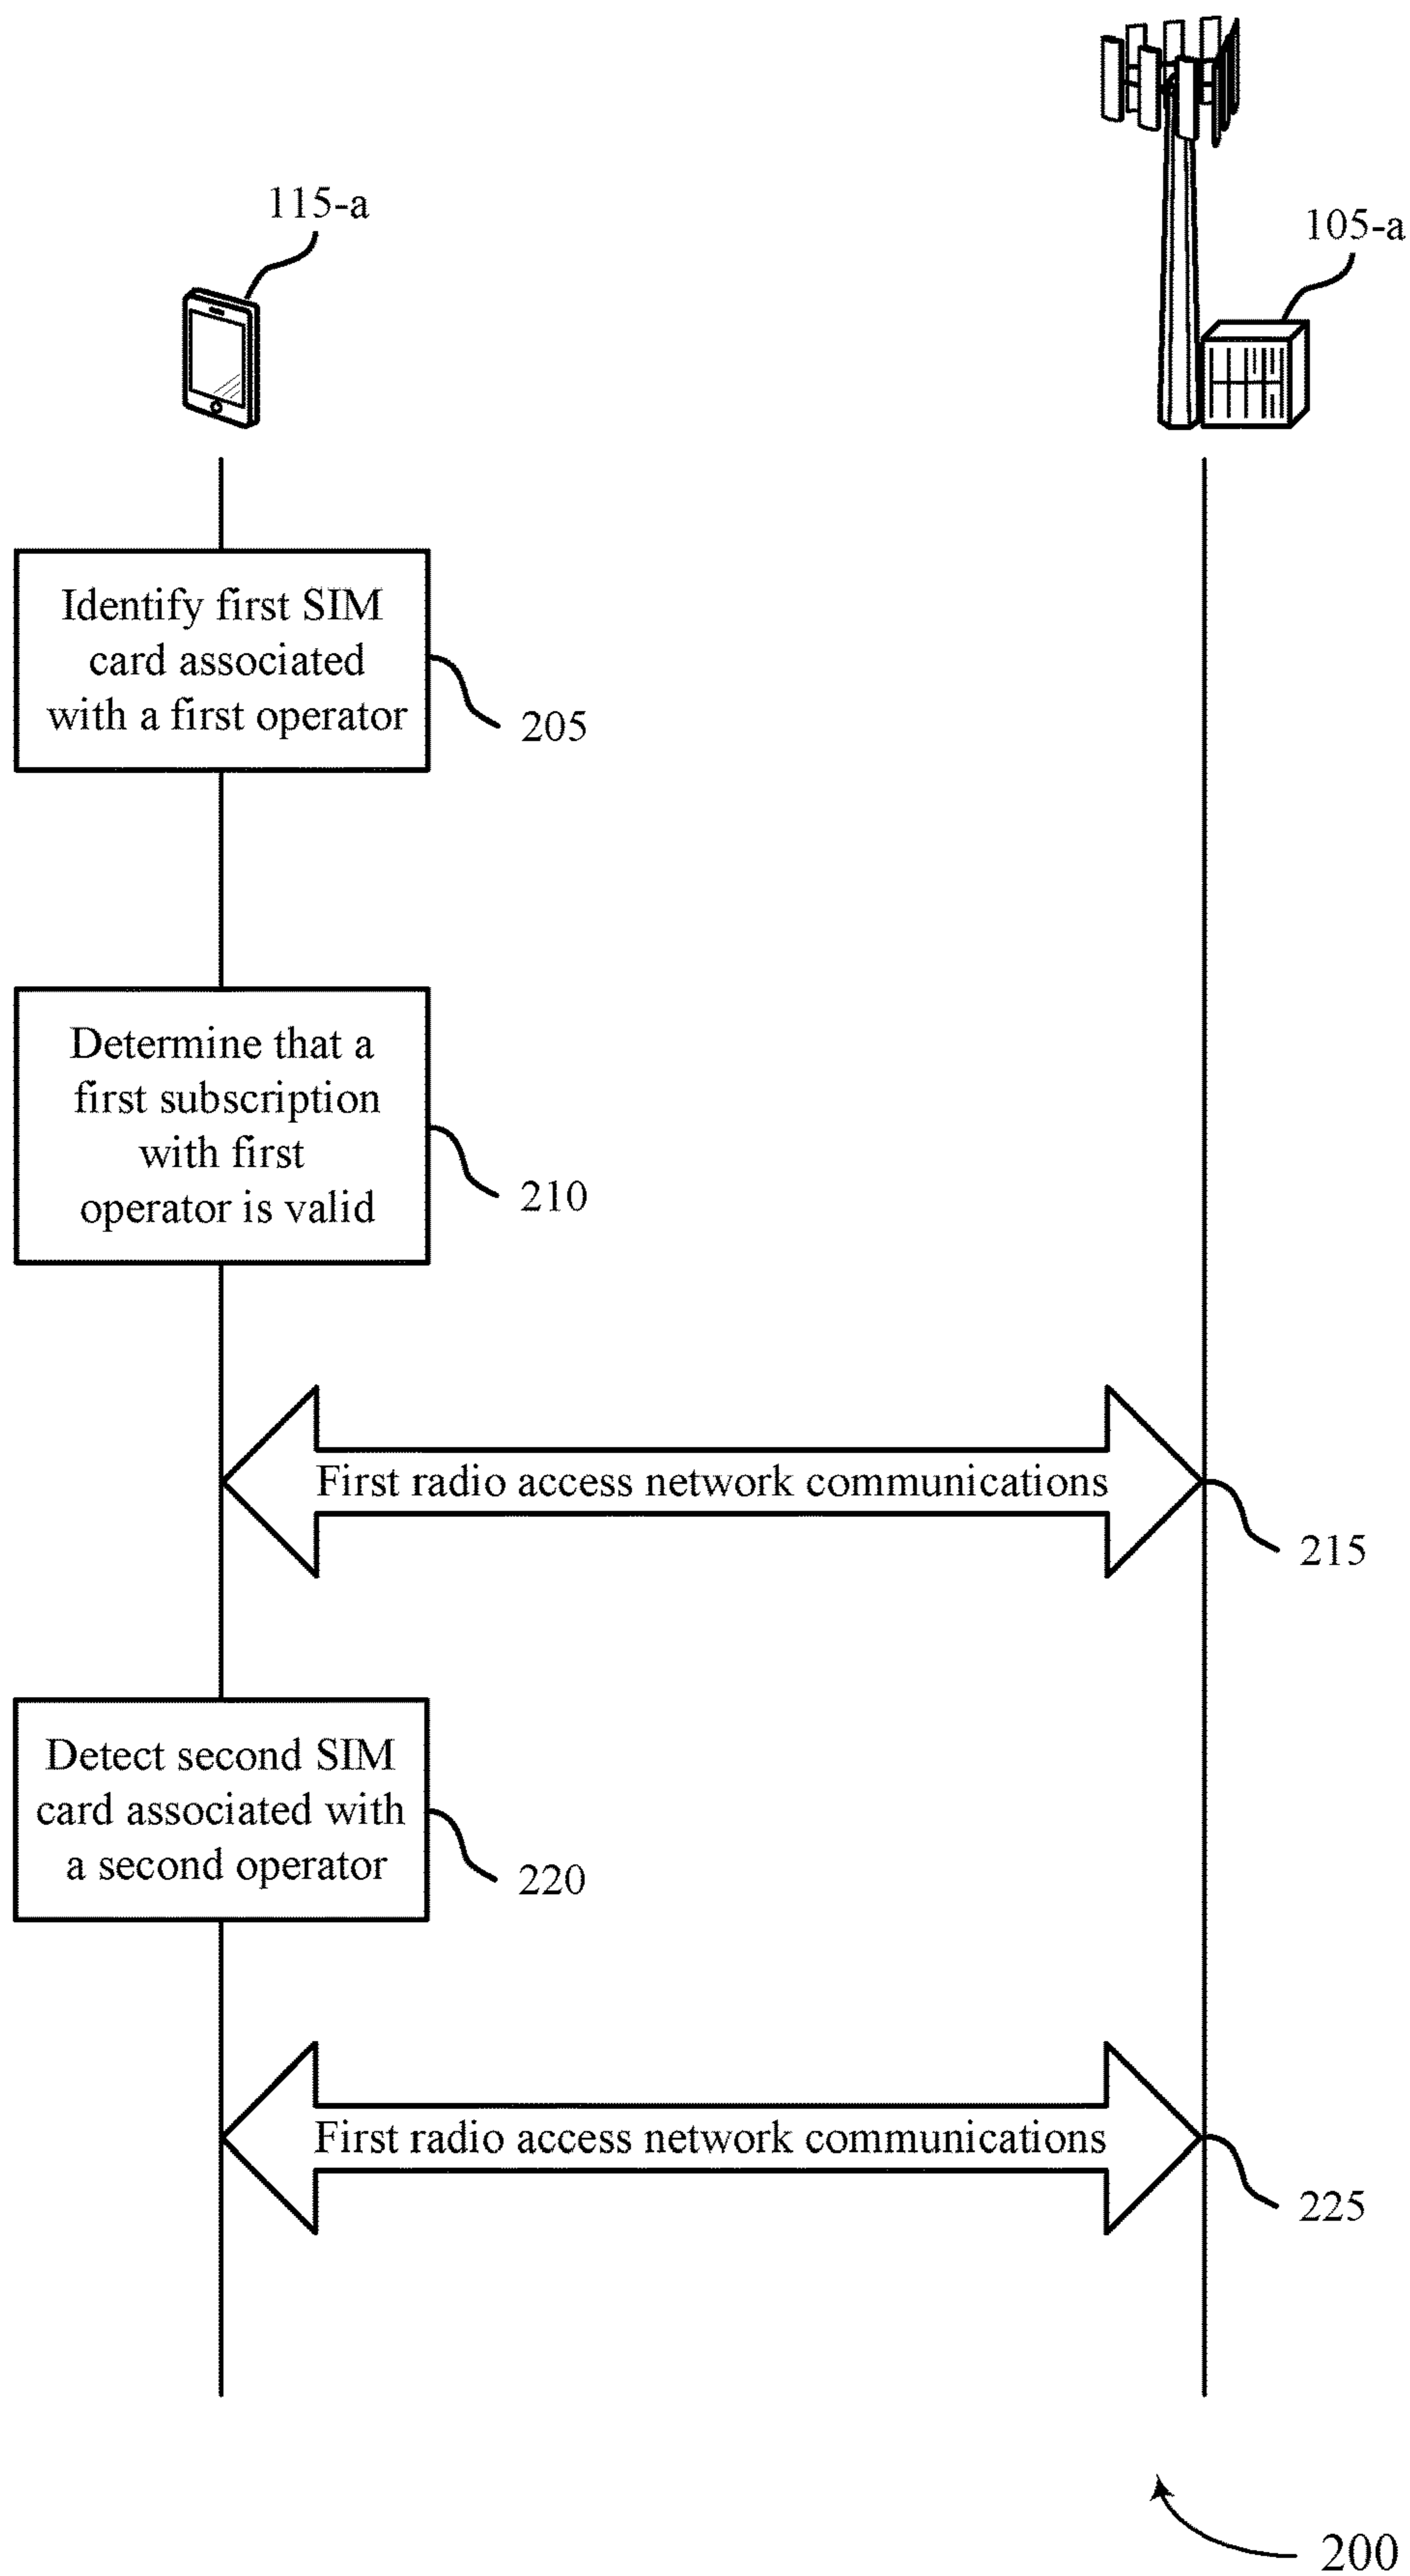 115-a
105-a
Identify first SIM
card associated
with a first operator
205
Determine that a
first subscription
with first
operator is valid
210
First radio access network communications
215
Detect second SIM
card associated with
a second operator
220
First radio access network communications
225
200